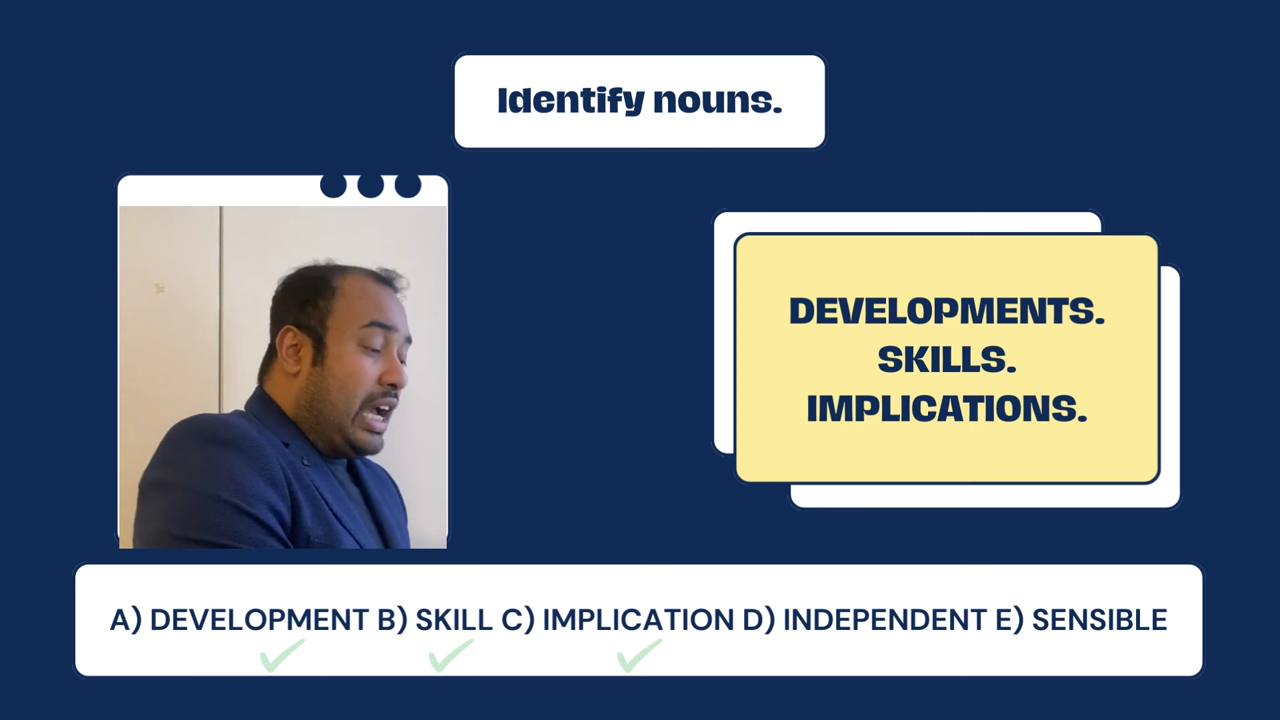 Identify nouns.
DEVELOPMENTS.
SKILLS.
IMPLICATIONS.
A) DEVELOPMENT B) SKILL C) IMPLICATION D) INDEPENDENT E) SENSIBLE